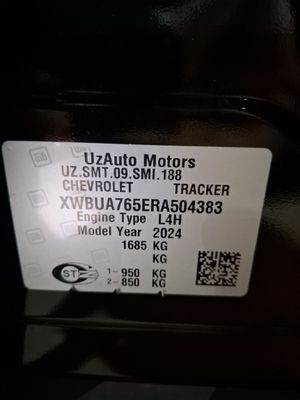 UzAuto Motors
UZ.SMT.09.SMI.188
CHEVROLET TRACKER
XWBUA765ERA504383
Engine Type L4H
Model Year 2024
1685 KG
KG
ST
1- 950 KG
2- 850 KG